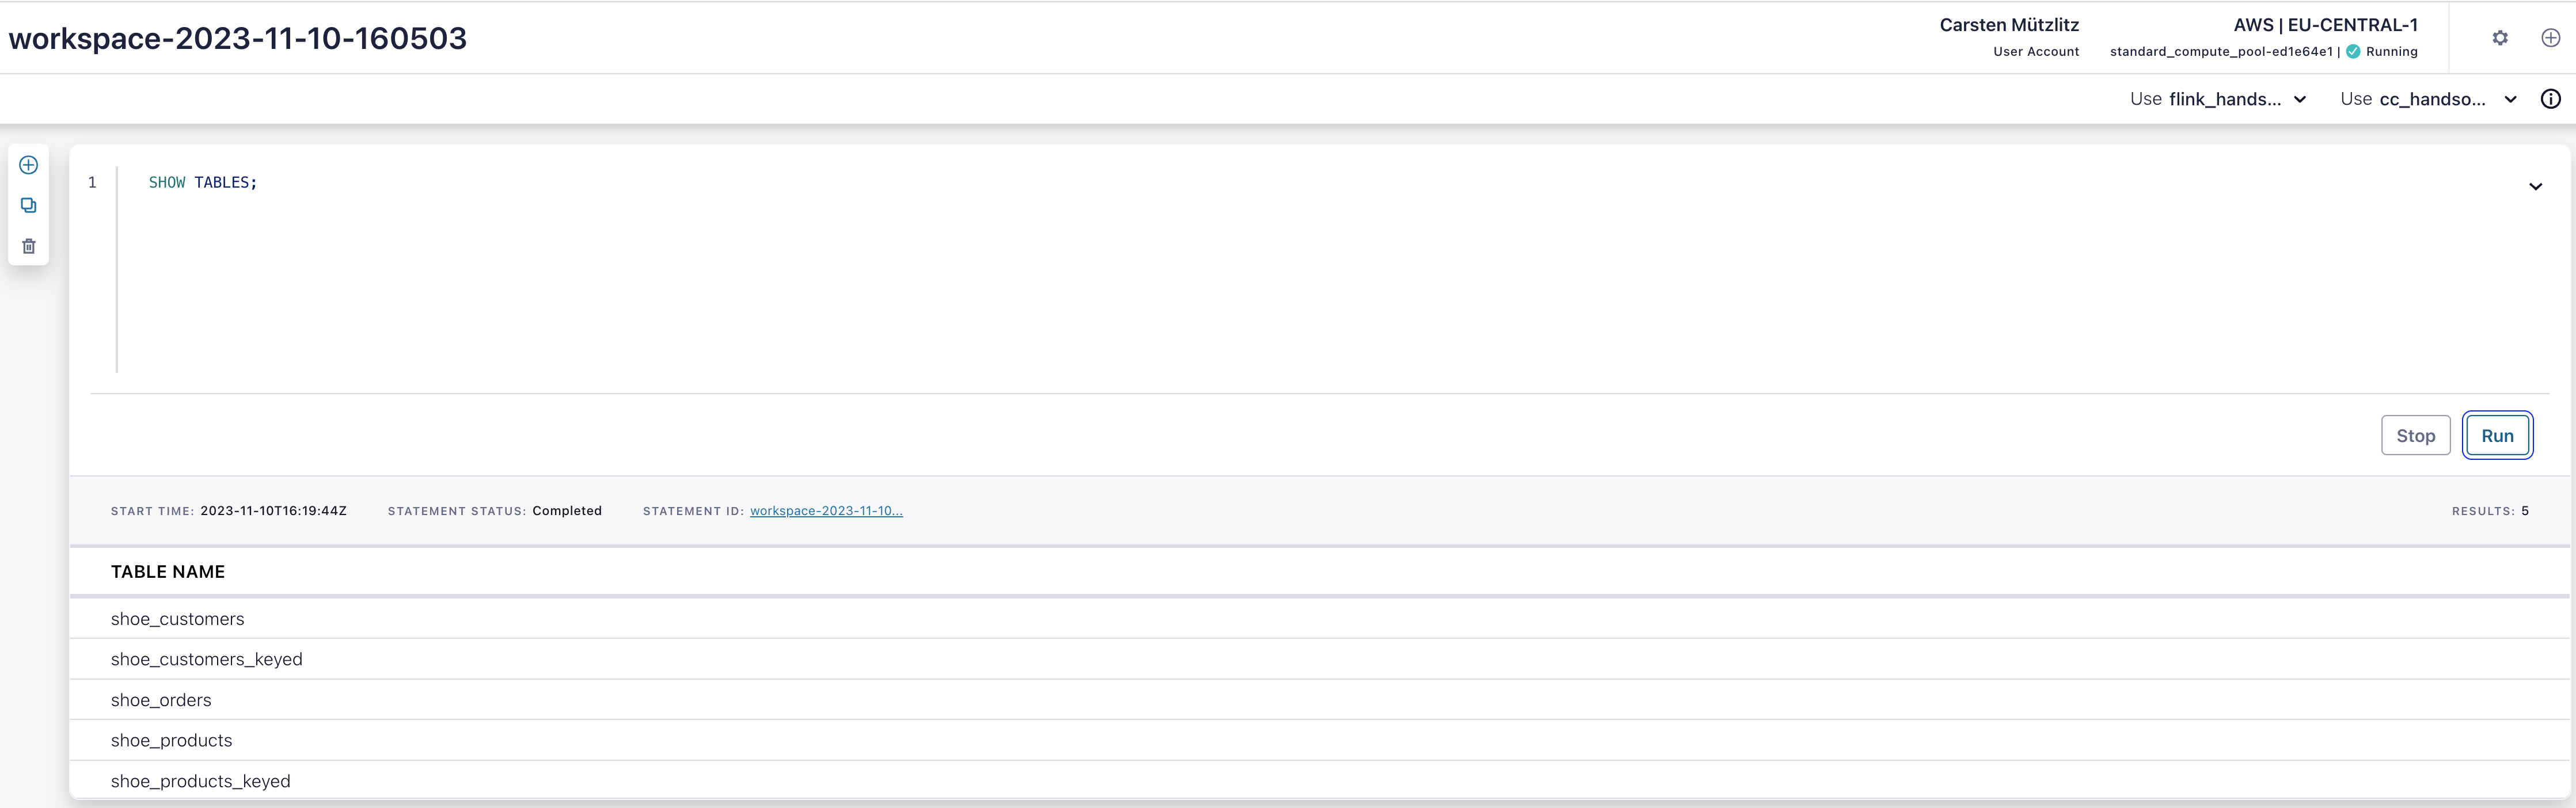 workspace-2023-11-10-160503
Carsten Mützlitz
User Account
AWS | EU-CENTRAL-1
standard_compute_pool-ed1e64e1 | Running
Use flink_hands...
Use cc_handso...
1 SHOW TABLES;
Stop
Run
START TIME: 2023-11-10T16:19:44Z STATEMENT STATUS: Completed STATEMENT ID: workspace-2023-11-10... RESULTS: 5
TABLE NAME
shoe_customers
shoe_customers_keyed
shoe_orders
shoe_products
shoe_products_keyed